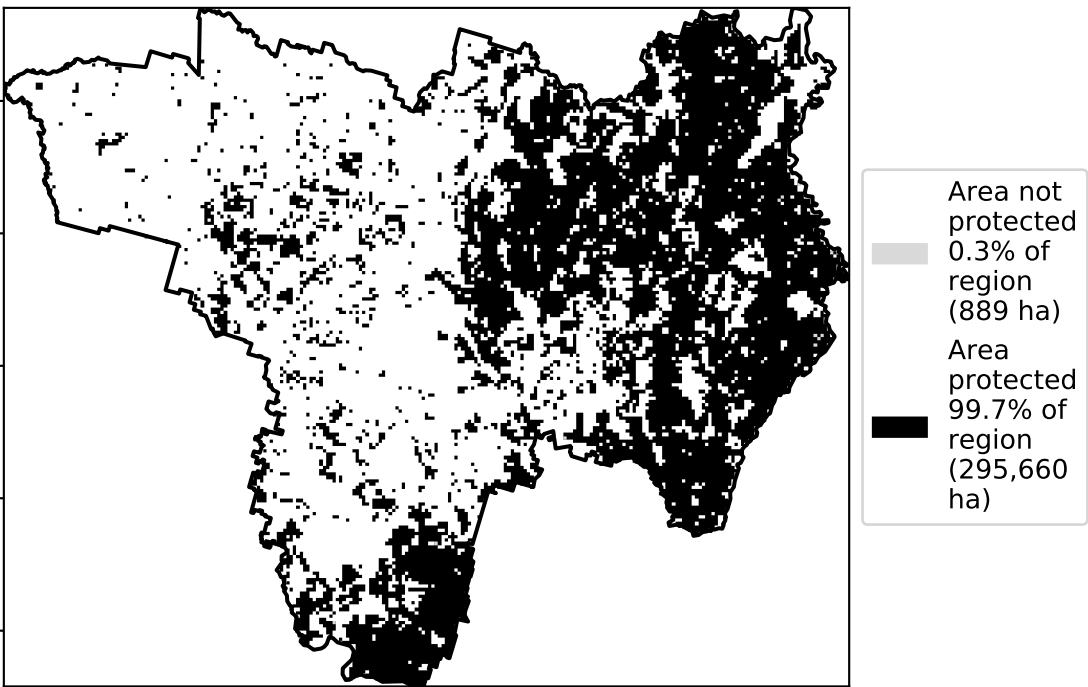 Area not
protected
0.3% of
region
(889 ha)
Area
protected
99.7% of
region
(295,660
ha)